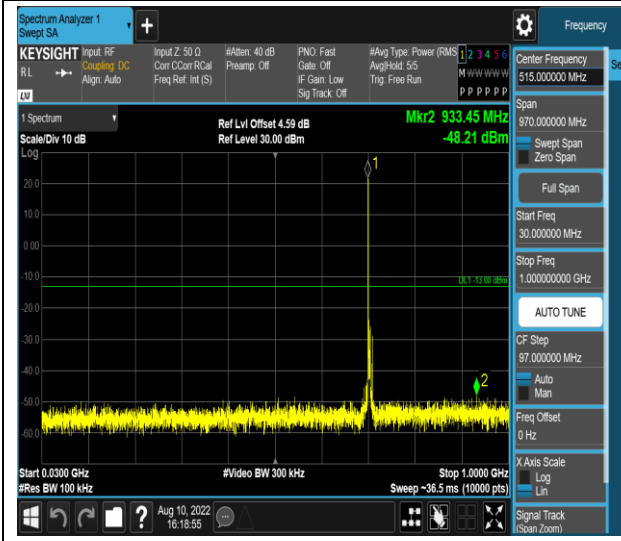 Spectrum Analyzer 1
Swept SA
+
Frequency
KEYSIGHT Input: RF Input Z: 50 Ω #Atten: 40 dB PNO: Fast #Avg Type: Power (RMS 1 2 3 4 5 6
RL Coupling: DC Corr CCorr RCal Preamp: Off Gate: Off Avg|Hold: 5/5 M W W W W W
Align: Auto Freq Ref: Int (S) IF Gain: Low Trig: Free Run
Sig Track: Off P P P P P P
LXI
Center Frequency
515.000000 MHz
Se
Span
970.000000 MHz
Swept Span
Zero Span
Full Span
Start Freq
30.000000 MHz
Stop Freq
1.000000000 GHz
AUTO TUNE
CF Step
97.000000 MHz
Auto
Man
Freq Offset
0 Hz
X Axis Scale
Log
Lin
Signal Track
(Span Zoom)
1 Spectrum
Scale/Div 10 dB
Ref Lvl Offset 4.59 dB
Ref Level 30.00 dBm
Mkr2 933.45 MHz
-48.21 dBm
Log
1
20.0
10.0
0.00
-10.0
DL1 -13.00 dBm
-20.0
-30.0
-40.0
2
-50.0
-60.0
Start 0.0300 GHz #Video BW 300 kHz Stop 1.0000 GHz
#Res BW 100 kHz Sweep ~36.5 ms (10000 pts)
?
Aug 10, 2022
16:18:55